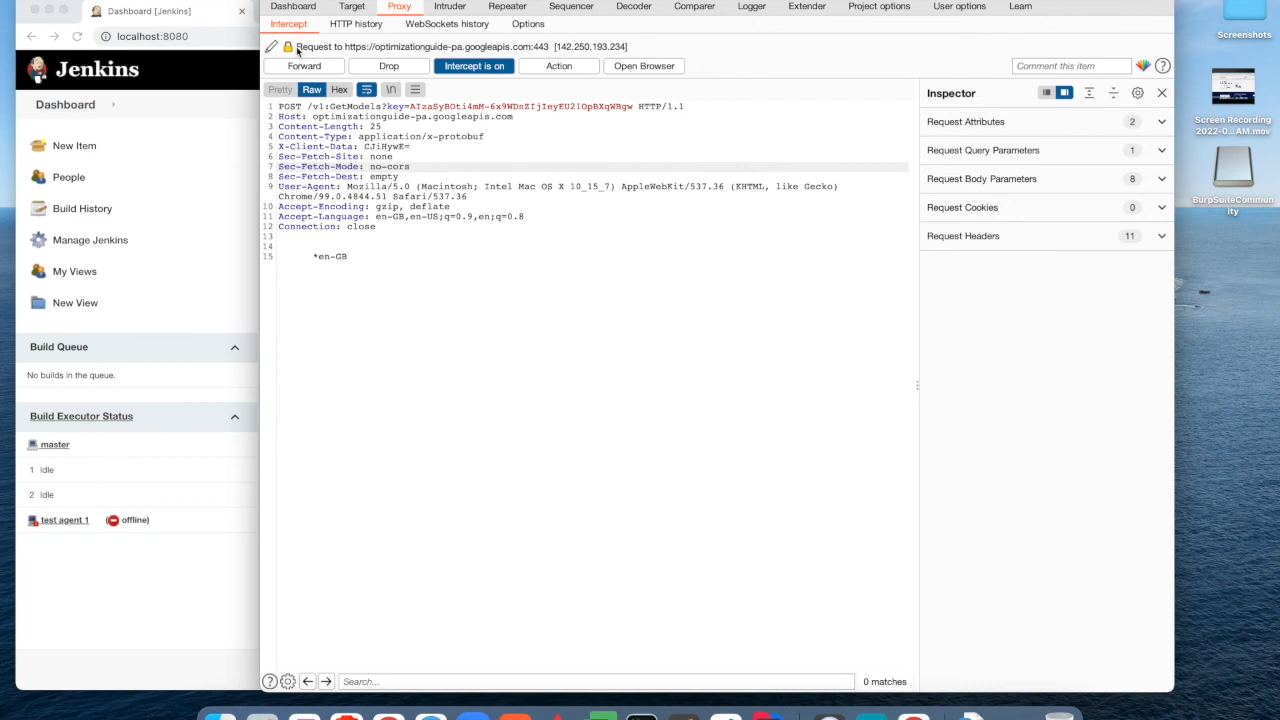 Dashboard [Jenkins]
localhost:8080
Jenkins
Dashboard
New Item
People
Build History
Manage Jenkins
My Views
New View
Build Queue
No builds in the queue.
Build Executor Status
master
1 Idle
2 Idle
test agent 1 (offline)
Dashboard Target Proxy Intruder Repeater Sequencer Decoder Comparer Logger Extender Project options User options Learn
Intercept HTTP history WebSockets history Options
Request to https://optimizationguide-pa.googleapis.com:443 [142.250.193.234]
Forward Drop Intercept is on Action Open Browser Comment this item
Pretty Raw Hex \n
1 POST /v1:GetModels?key= HTTP/1.1
2 Host: optimizationguide-pa.googleapis.com
3 Content-Length: 25
4 Content-Type: application/x-protobuf
5 X-Client-Data: CJiHywE=
6 Sec-Fetch-Site: none
7 Sec-Fetch-Mode: no-cors
8 Sec-Fetch-Dest: empty
9 User-Agent: Mozilla/5.0 (Macintosh; Intel Mac OS X 10_15_7) AppleWebKit/537.36 (KHTML, like Gecko)
Chrome/99.0.4844.51 Safari/537.36
10 Accept-Encoding: gzip, deflate
11 Accept-Language: en-GB,en-US;q=0.9,en;q=0.8
12 Connection: close
13
14
15 *en-GB
Search...
0 matches
Inspector
Request Attributes 2
Request Query Parameters 1
Request Body Parameters 8
Request Cookies 0
Request Headers 11
Screenshots
Screen Recording
2022-0...AM.mov
BurpSuiteCommun
ity